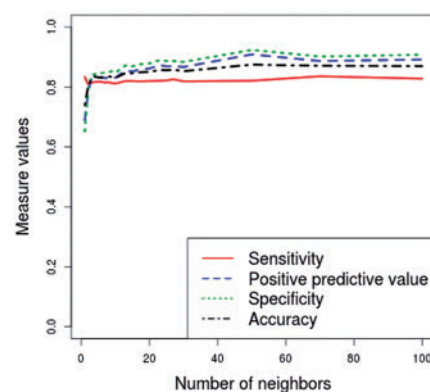 Measure values
1.0
0.8
0.6
0.4
0.2
0.0
Sensitivity
Positive predictive value
Specificity
Accuracy
0 20 40 60 80 100
Number of neighbors